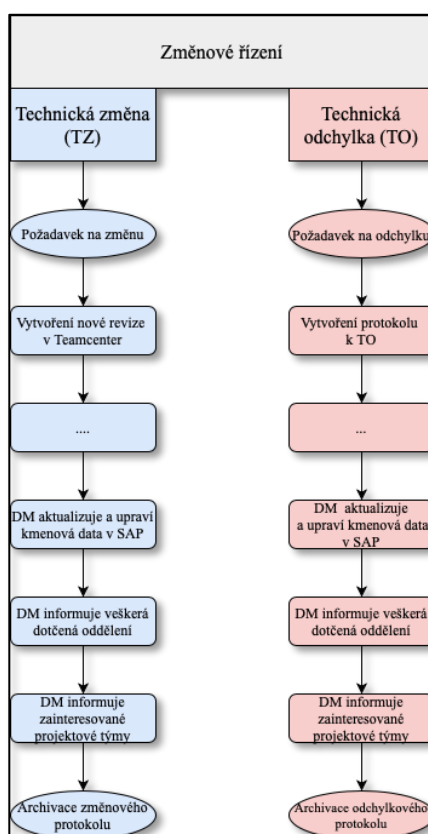 Změnové řízení
Technická změna
(TZ)
Technická
odchylka (TO)
Požadavek na změnu
Požadavek na odchylku
Vytvoření nové revize
v Teamcenter
Vytvoření protokolu
k TO
....
...
DM aktualizuje a upraví
kmenová data v SAP
DM aktualizuje
a upraví kmenová data
v SAP
DM informuje veškerá
dotčená oddělení
DM informuje veškerá
dotčená oddělení
DM informuje
zainteresované
projektové týmy
DM informuje
zainteresované
projektové týmy
Archivace změnového
protokolu
Archivace odchylkového
protokolu